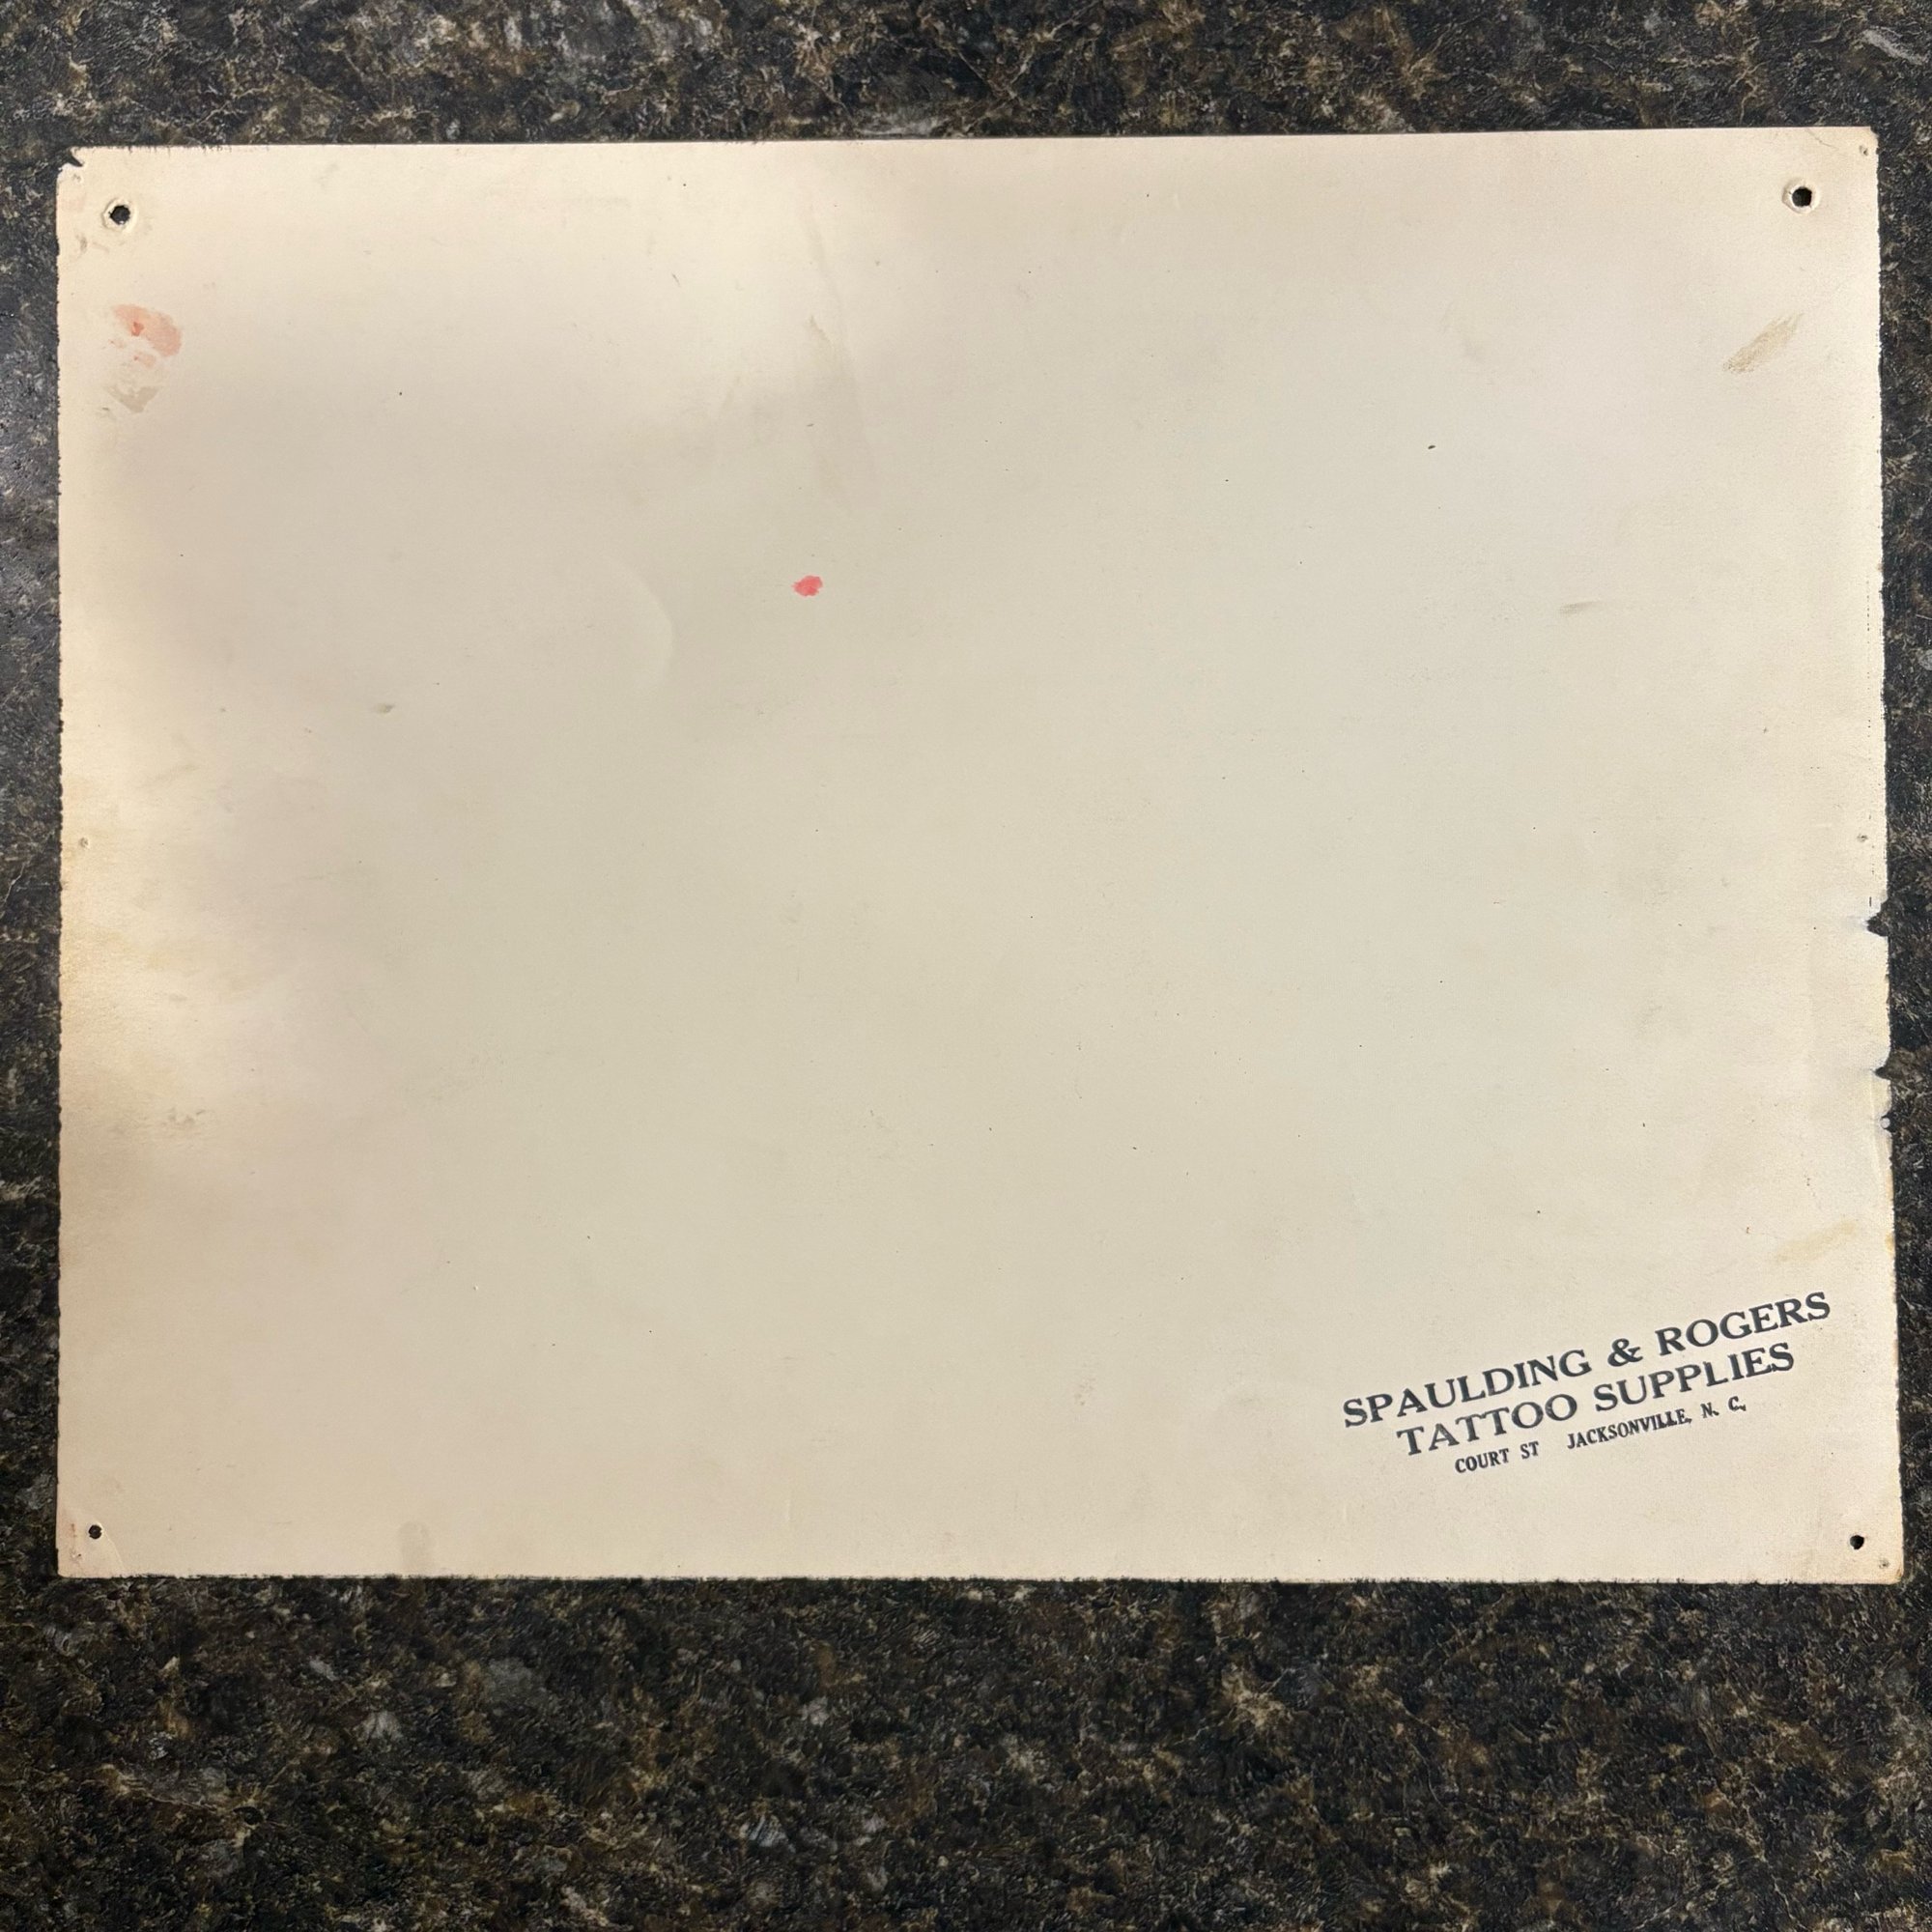 SPAULDING & ROGERS
TATTOO SUPPLIES
COURT ST JACKSONVILLE, N. C.